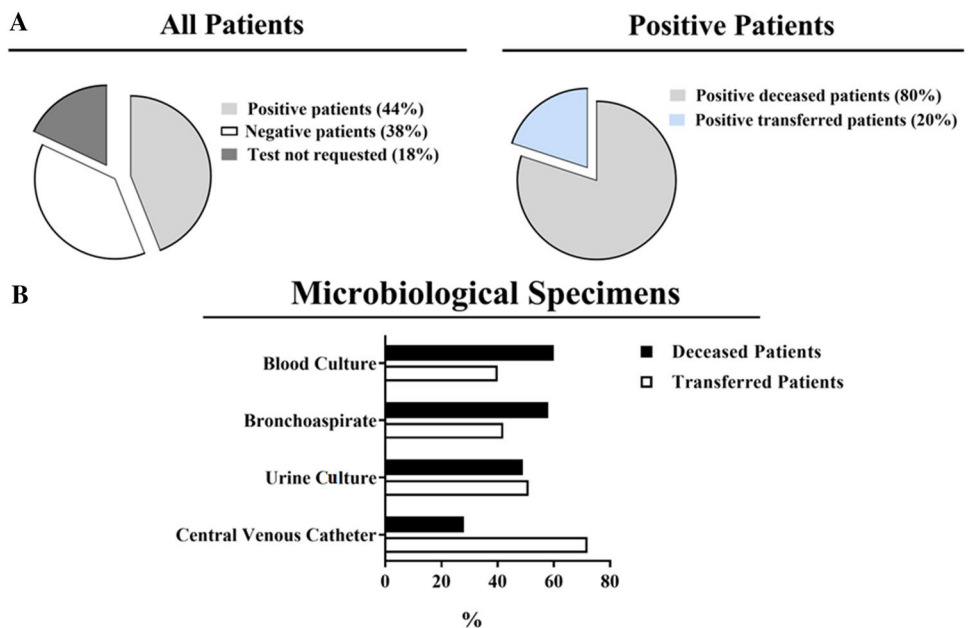 A
All Patients
Positive patients (44%)
Negative patients (38%)
Test not requested (18%)
Positive Patients
Positive deceased patients (80%)
Positive transferred patients (20%)
B
Microbiological Specimens
Blood Culture
Bronchoaspirate
Urine Culture
Central Venous Catheter
0 20 40 60 80
%
Deceased Patients
Transferred Patients